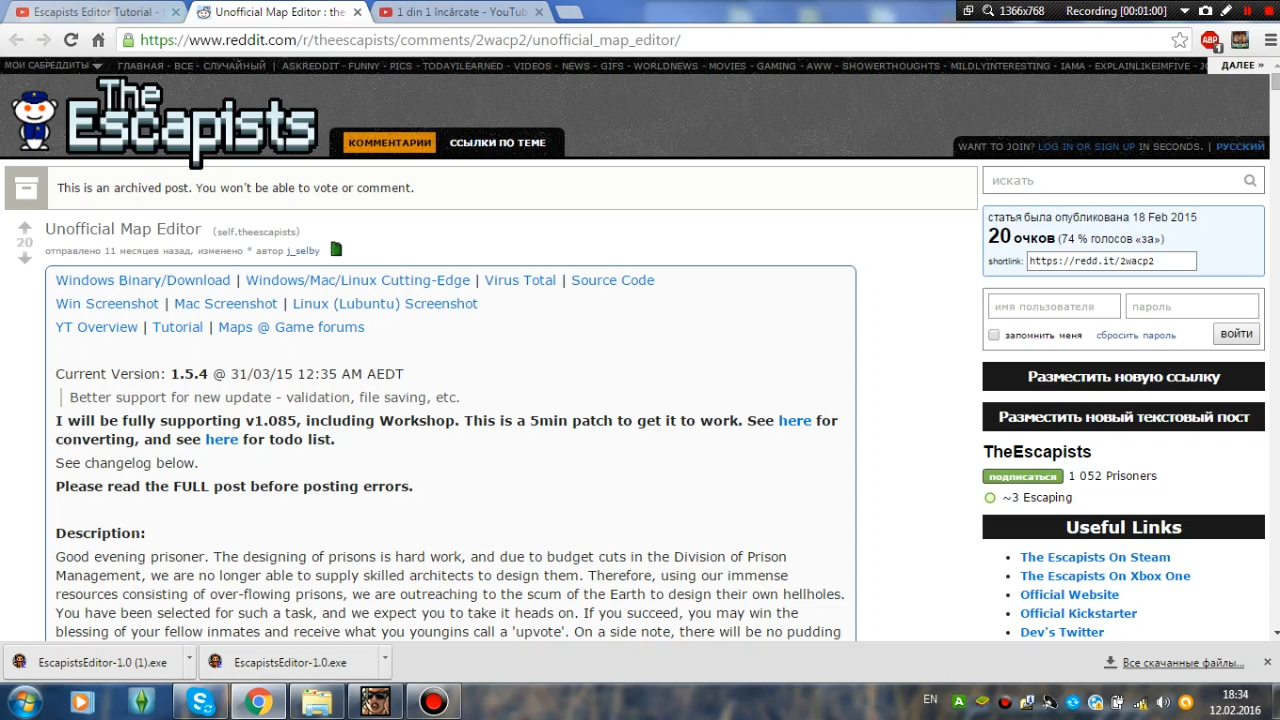 Escapists Editor Tutorial -
Unofficial Map Editor : the
1 din 1 încărcate - YouTub
1366x768
Recording [00:01:00]
https://www.reddit.com/r/theescapists/comments/2wacp2/unofficial_map_editor/
ABP
1
МОИ САБРЕДДИТЫ
ГЛАВНАЯ - ВСЕ - СЛУЧАЙНЫЙ | ASKREDDIT - FUNNY - PICS - TODAYILEARNED - VIDEOS - NEWS - GIFS - WORLDNEWS - MOVIES - GAMING - AWW - SHOWERTHOUGHTS - MILDLYINTERESTING - IAMA - EXPLAINLIKEIMFIVE -
ДАЛЕЕ »
The
Escapists
КОММЕНТАРИИ
ССЫЛКИ ПО ТЕМЕ
WANT TO JOIN? LOG IN OR SIGN UP IN SECONDS. | РУССКИЙ
This is an archived post. You won't be able to vote or comment.
искать
20
Unofficial Map Editor (self.theescapists)
отправлено 11 месяцев назад, изменено * автор j_selby
статья была опубликована 18 Feb 2015
20 очков (74 % голосов «за»)
shortlink: https://redd.it/2wacp2
Windows Binary/Download | Windows/Mac/Linux Cutting-Edge | Virus Total | Source Code
Win Screenshot | Mac Screenshot | Linux (Lubuntu) Screenshot
YT Overview | Tutorial | Maps @ Game forums
имя пользователя
пароль
запомнить меня
сбросить пароль
войти
Current Version: 1.5.4 @ 31/03/15 12:35 AM AEDT
Better support for new update - validation, file saving, etc.
I will be fully supporting v1.085, including Workshop. This is a 5min patch to get it to work. See here for
converting, and see here for todo list.
See changelog below.
Please read the FULL post before posting errors.
Разместить новую ссылку
Разместить новый текстовый пост
TheEscapists
подписаться 1 052 Prisoners
~3 Escaping
Useful Links
The Escapists On Steam
The Escapists On Xbox One
Official Website
Official Kickstarter
Dev's Twitter
Description:
Good evening prisoner. The designing of prisons is hard work, and due to budget cuts in the Division of Prison
Management, we are no longer able to supply skilled architects to design them. Therefore, using our immense
resources consisting of over-flowing prisons, we are outreaching to the scum of the Earth to design their own hellholes.
You have been selected for such a task, and we expect you to take it heads on. If you succeed, you may win the
blessing of your fellow inmates and receive what you youngins call a 'upvote'. On a side note, there will be no pudding
EscapistsEditor-1.0 (1).exe
EscapistsEditor-1.0.exe
Все скачанные файлы...
EN
18:34
12.02.2016